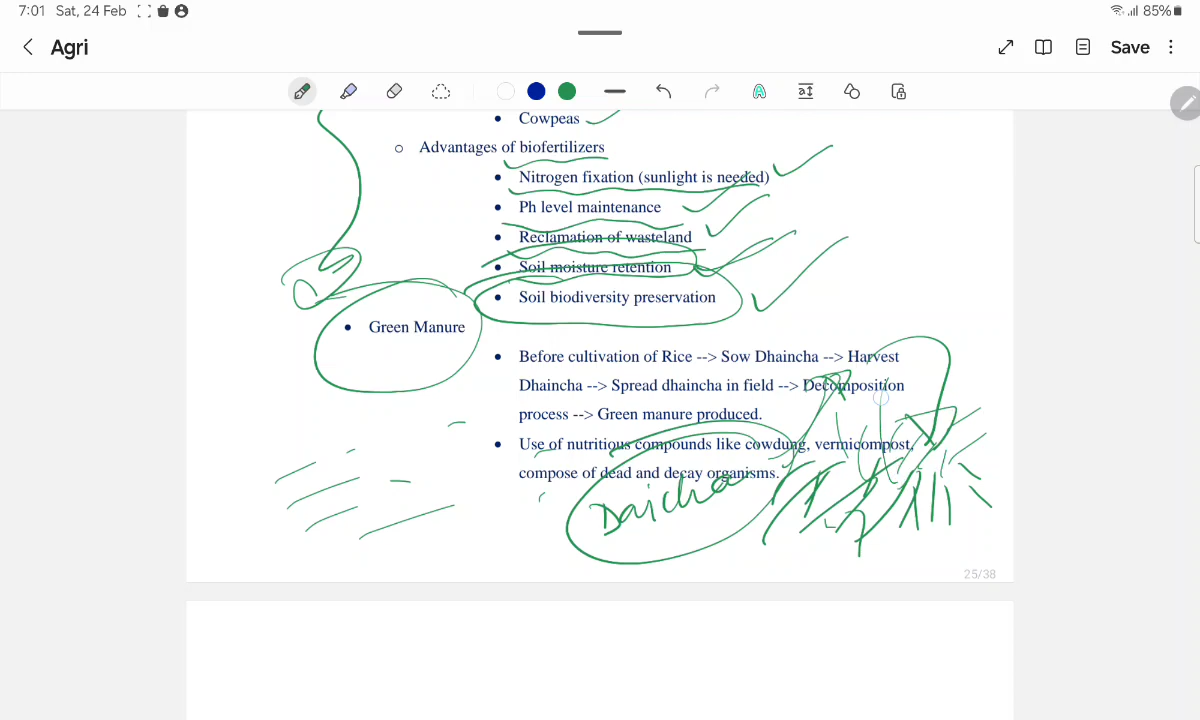 7:01 Sat, 24 Feb 85%
Agri
Save
• Cowpeas
o Advantages of biofertilizers
• Nitrogen fixation (sunlight is needed)
• Ph level maintenance
• Reclamation of wasteland
• Soil moisture retention
• Soil biodiversity preservation
• Green Manure
• Before cultivation of Rice --> Sow Dhaincha --> Harvest
Dhaincha --> Spread dhaincha in field --> Decomposition
process --> Green manure produced.
• Use of nutritious compounds like cowdung, vermicompost,
compose of dead and decay organisms.
Daicha
25/38